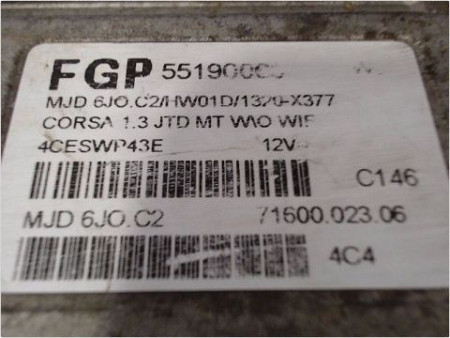 FGP
MJD 6JO.C2/HW01D/1320-X377
CORSA 1.3 JTD MT W/O WIF
4CESWP43E 12V
C146
MJD 6JO.C2 71600.023.06
4C4